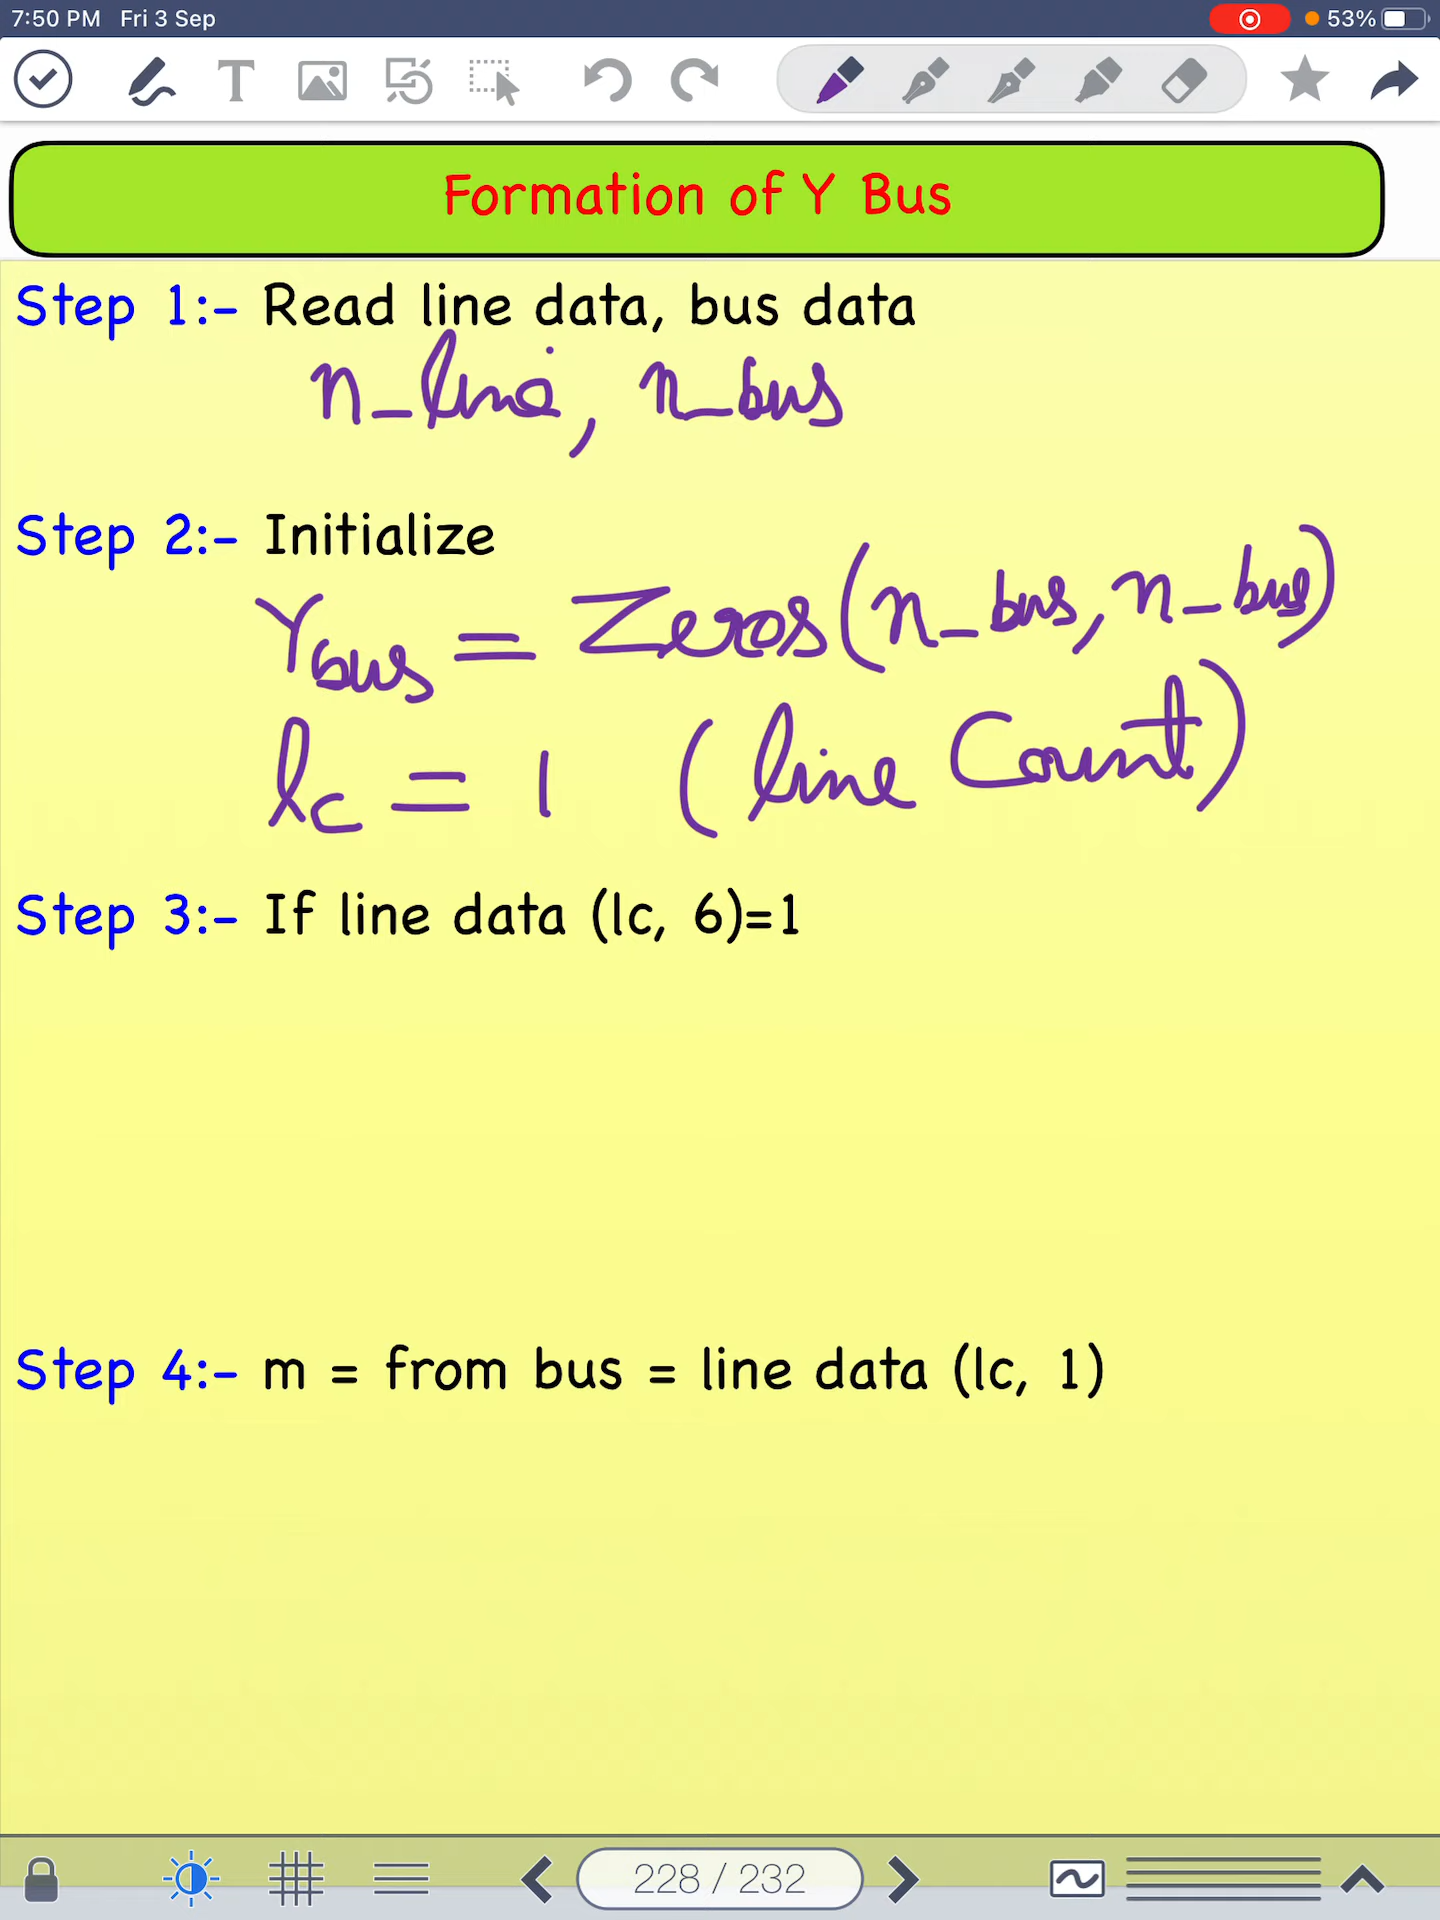 7:50 PM Fri 3 Sep 53%
T
Formation of Y Bus
Step 1:- Read line data, bus data
n_line, n_bus
Step 2:- Initialize
Ybus = Zeros(n_bus, n_bus)
lc = 1 (line Count)
Step 3:- If line data (lc, 6)=1
Step 4:- m = from bus = line data (lc, 1)
228 / 232